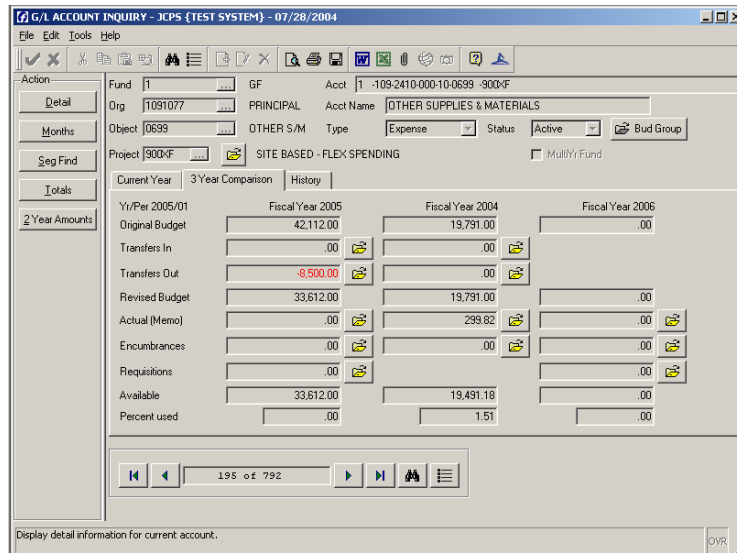 G/L ACCOUNT INQUIRY - JCPS {TEST SYSTEM} - 07/28/2004
File Edit Tools Help
Action
Detail
Months
Seg Find
Totals
2 Year Amounts
Fund 1 ... GF Acct 1 -109-2410-000-10-0699 -900XF
Org 1091077 ... PRINCIPAL Acct Name OTHER SUPPLIES & MATERIALS
Object 0699 ... OTHER S/M Type Expense Status Active Bud Group
Project 900XF ... SITE BASED - FLEX SPENDING MultiYr Fund
Current Year 3 Year Comparison History
Yr/Per 2005/01 Fiscal Year 2005 Fiscal Year 2004 Fiscal Year 2006
Original Budget 42,112.00 19,791.00 .00
Transfers In .00 .00
Transfers Out -8,500.00 .00
Revised Budget 33,612.00 19,791.00 .00
Actual (Memo) .00 299.82 .00
Encumbrances .00 .00 .00
Requisitions .00 .00
Available 33,612.00 19,491.18 .00
Percent used .00 1.51 .00
195 of 792
Display detail information for current account.
OVR